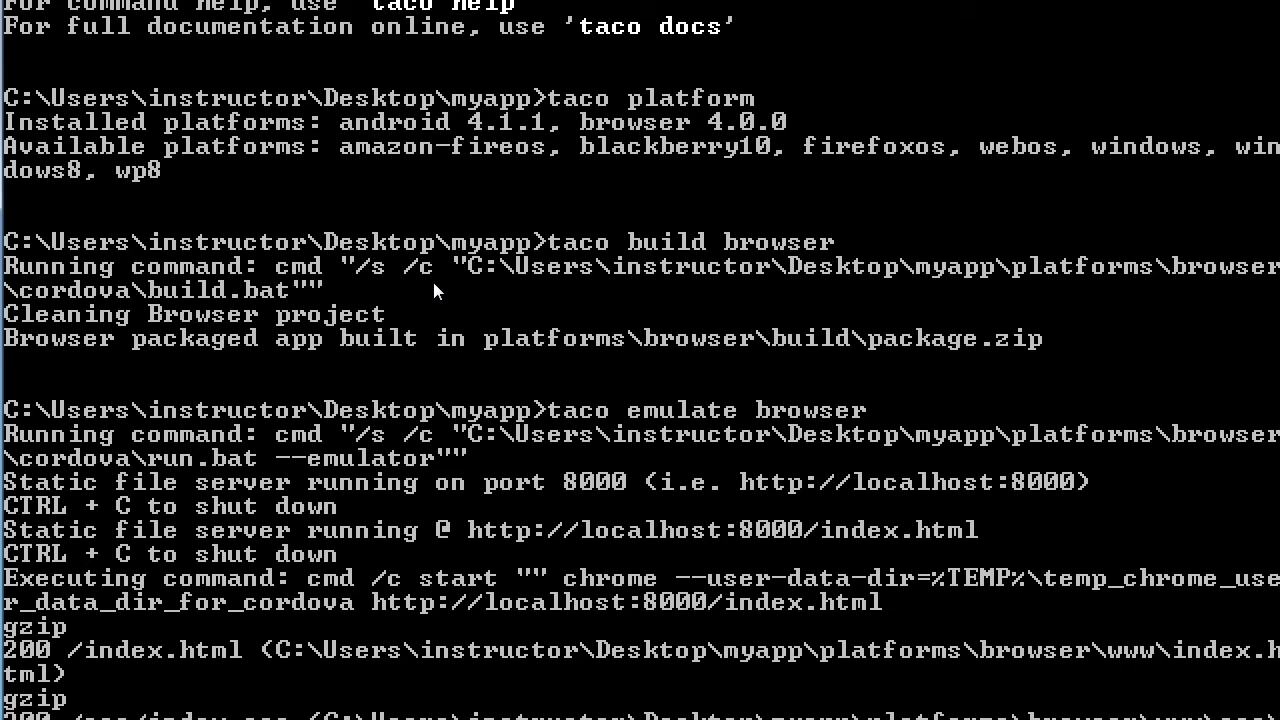 For command help, use 'taco help'
For full documentation online, use 'taco docs'
C:\Users\instructor\Desktop\myapp>taco platform
Installed platforms: android 4.1.1, browser 4.0.0
Available platforms: amazon-fireos, blackberry10, firefoxos, webos, windows, win
dows8, wp8
C:\Users\instructor\Desktop\myapp>taco build browser
Running command: cmd "/s /c "C:\Users\instructor\Desktop\myapp\platforms\browser
\cordova\build.bat""
Cleaning Browser project
Browser packaged app built in platforms\browser\build\package.zip
C:\Users\instructor\Desktop\myapp>taco emulate browser
Running command: cmd "/s /c "C:\Users\instructor\Desktop\myapp\platforms\browser
\cordova\run.bat --emulator""
Static file server running on port 8000 (i.e. http://localhost:8000)
CTRL + C to shut down
Static file server running @ http://localhost:8000/index.html
CTRL + C to shut down
Executing command: cmd /c start "" chrome --user-data-dir=%TEMP%\temp_chrome_use
r_data_dir_for_cordova http://localhost:8000/index.html
gzip
200 /index.html (C:\Users\instructor\Desktop\myapp\platforms\browser\www\index.h
tml)
gzip